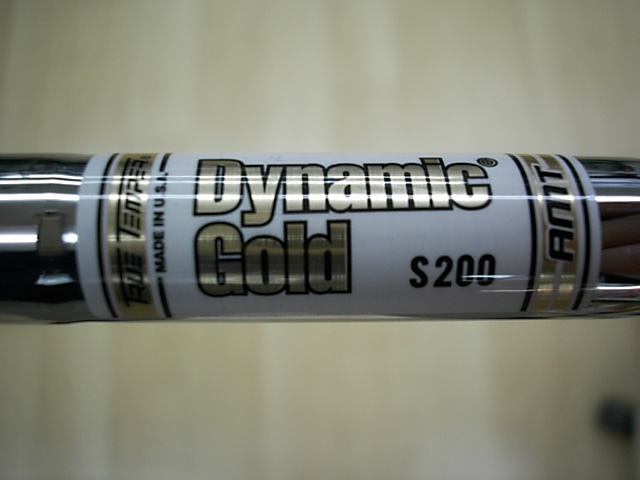 TRUE TEMPER®
MADE IN U.S.A.
Dynamic®
Gold
S200
AMT